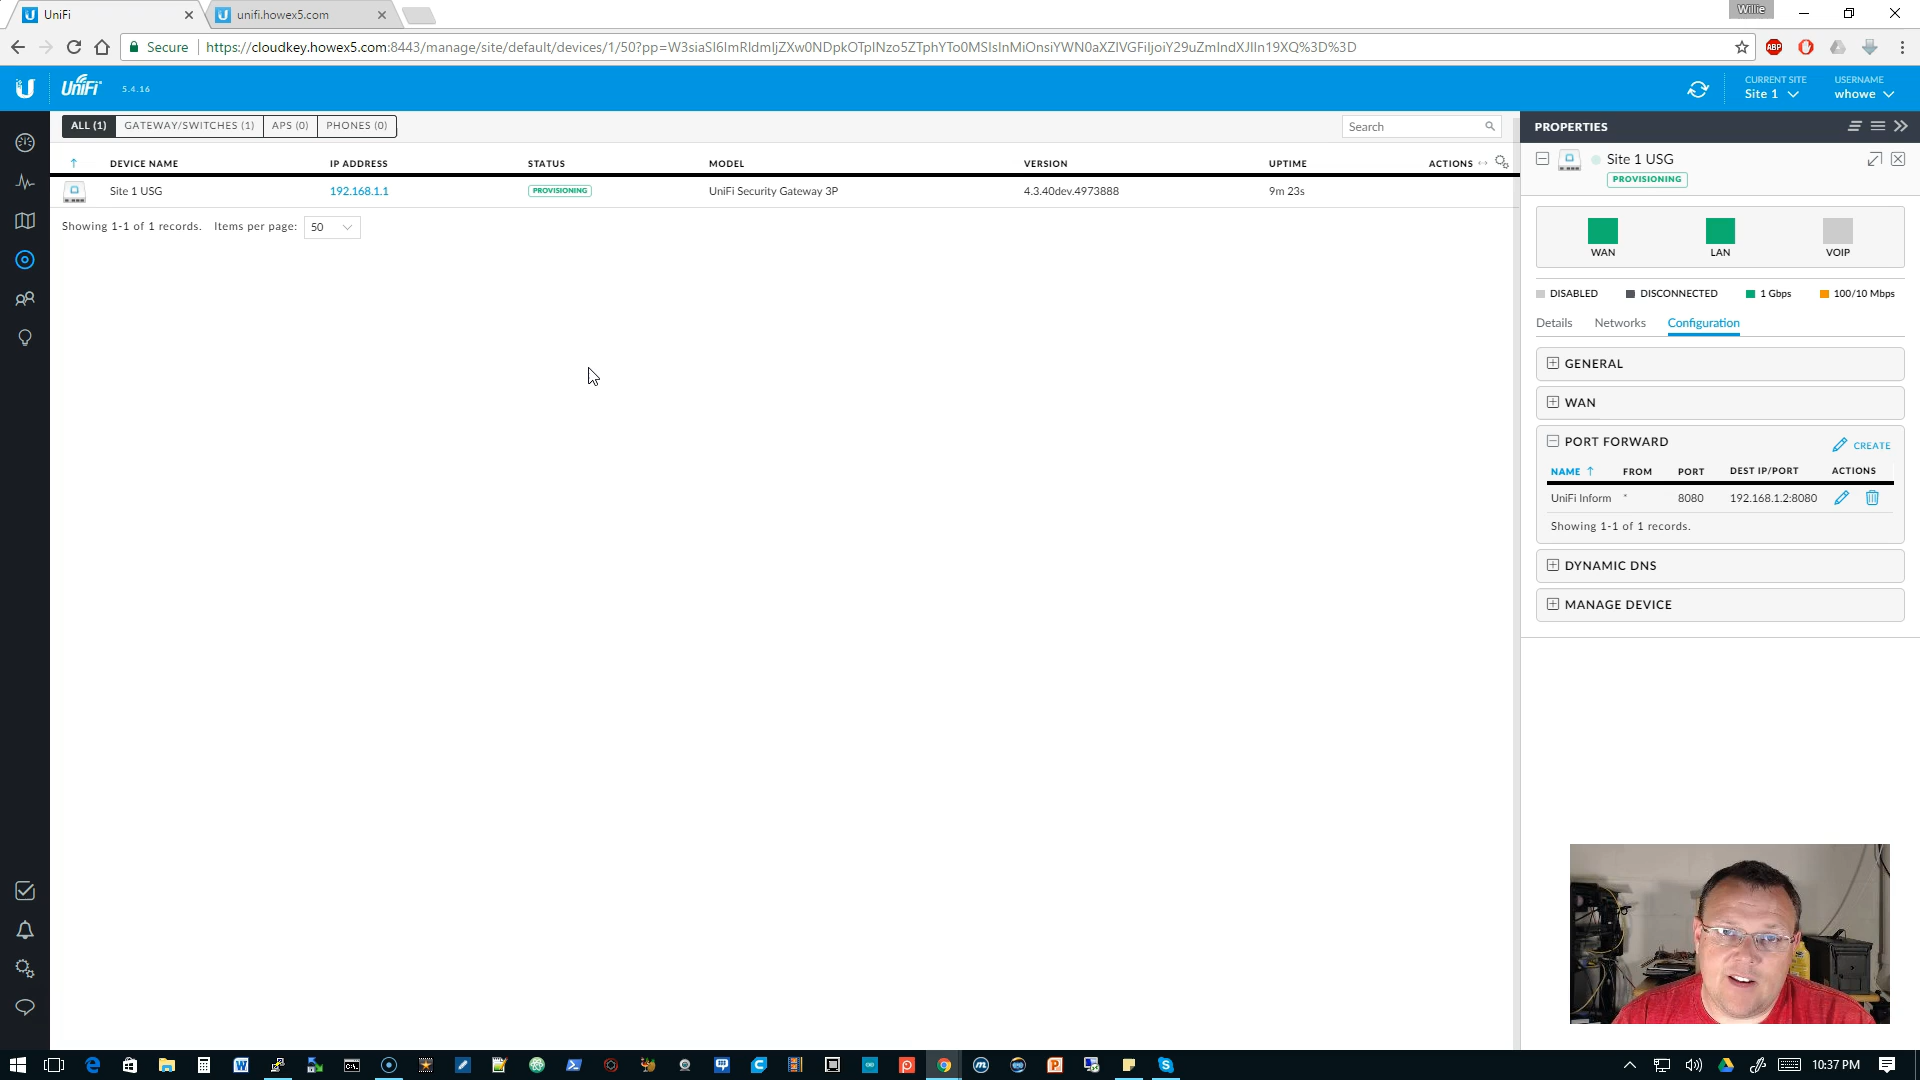 UniFi
unifi.howex5.com
Willie
Secure
https://cloudkey.howex5.com:8443/manage/site/default/devices/1/50?pp=
UniFi
5.4.16
CURRENT SITE
Site 1
USERNAME
whowe
ALL (1)
GATEWAY/SWITCHES (1)
APS (0)
PHONES (0)
Search
PROPERTIES
DEVICE NAME
IP ADDRESS
STATUS
MODEL
VERSION
UPTIME
ACTIONS
Site 1 USG
192.168.1.1
PROVISIONING
UniFi Security Gateway 3P
4.3.40dev.4973888
9m 23s
Showing 1-1 of 1 records.
Items per page:
50
Site 1 USG
PROVISIONING
WAN
LAN
VOIP
DISABLED
DISCONNECTED
1 Gbps
100/10 Mbps
Details
Networks
Configuration
GENERAL
WAN
PORT FORWARD
CREATE
NAME
FROM
PORT
DEST IP/PORT
ACTIONS
UniFi Inform
*
8080
192.168.1.2:8080
Showing 1-1 of 1 records.
DYNAMIC DNS
MANAGE DEVICE
10:37 PM